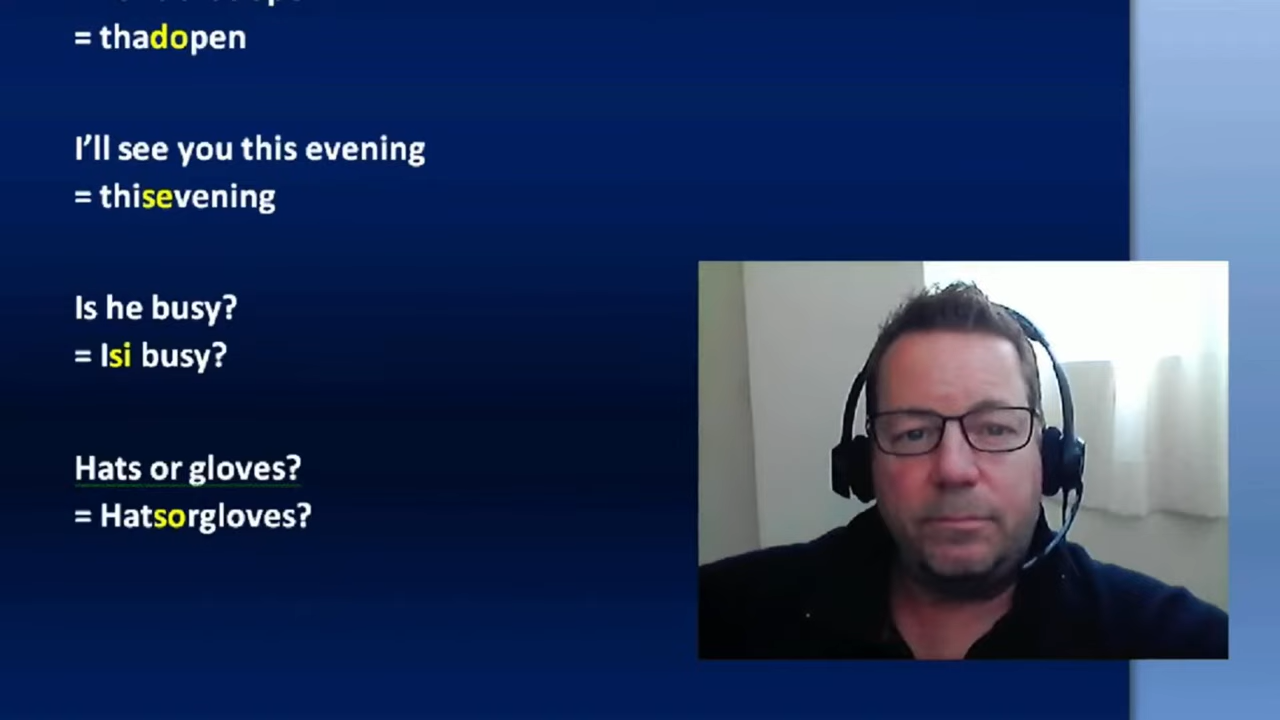 = thadopen
I'll see you this evening
= thisevening
Is he busy?
= Isi busy?
Hats or gloves?
= Hatsorgloves?